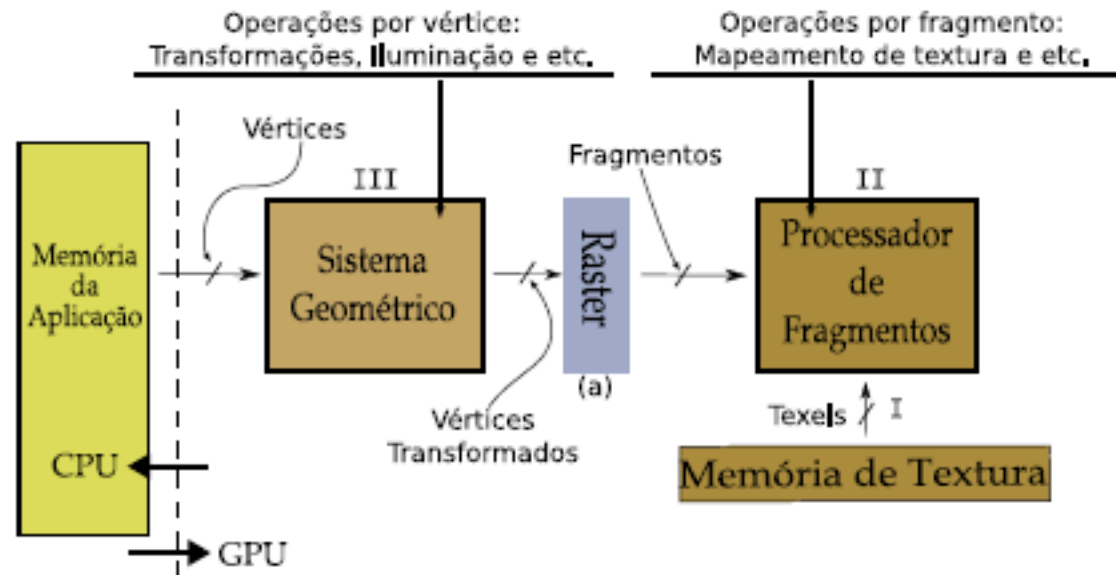 Operações por vértice:
Transformações, Iluminação e etc.
Operações por fragmento:
Mapeamento de textura e etc.
Vértices
Fragmentos
III
II
Memória
da
Aplicação
Sistema
Geométrico
Raster
Processador
de
Fragmentos
(a)
Vértices
Transformados
Texels
I
Memória de Textura
CPU
GPU